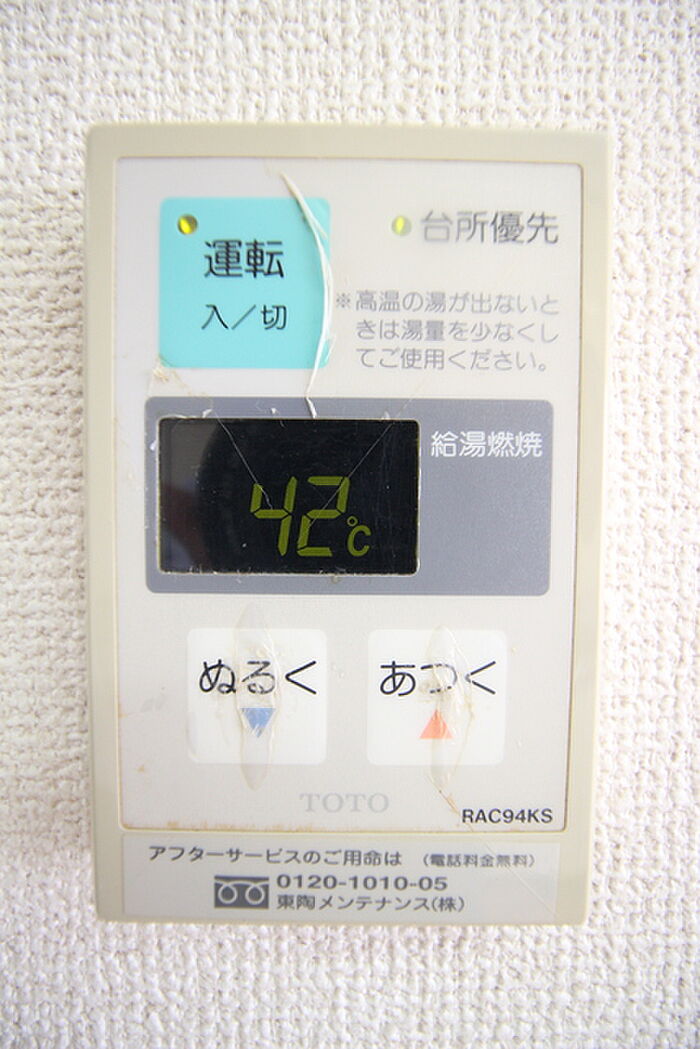 運転
入／切
台所優先
※高温の湯が出ないと
きは湯量を少なくし
てご使用ください。
給湯燃焼
42℃
ぬるく
あつく
TOTO
RAC94KS
アフターサービスのご用命は （電話料金無料）
0120-1010-05
東陶メンテナンス(株)